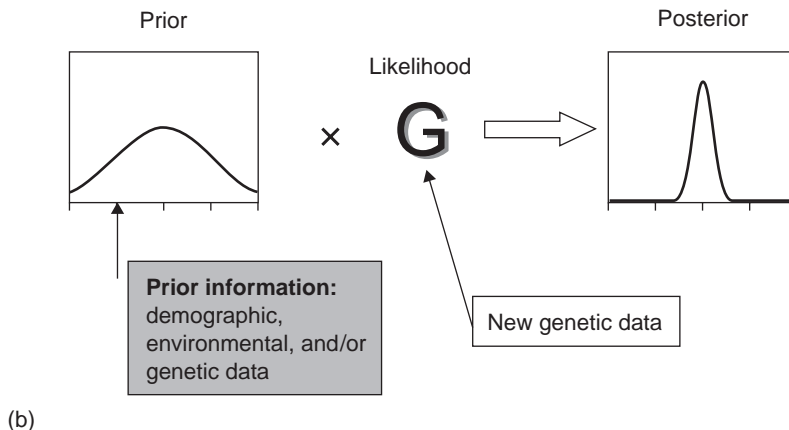 Prior
Posterior
Likelihood
×
G
Prior information:
demographic,
environmental, and/or
genetic data
New genetic data
(b)